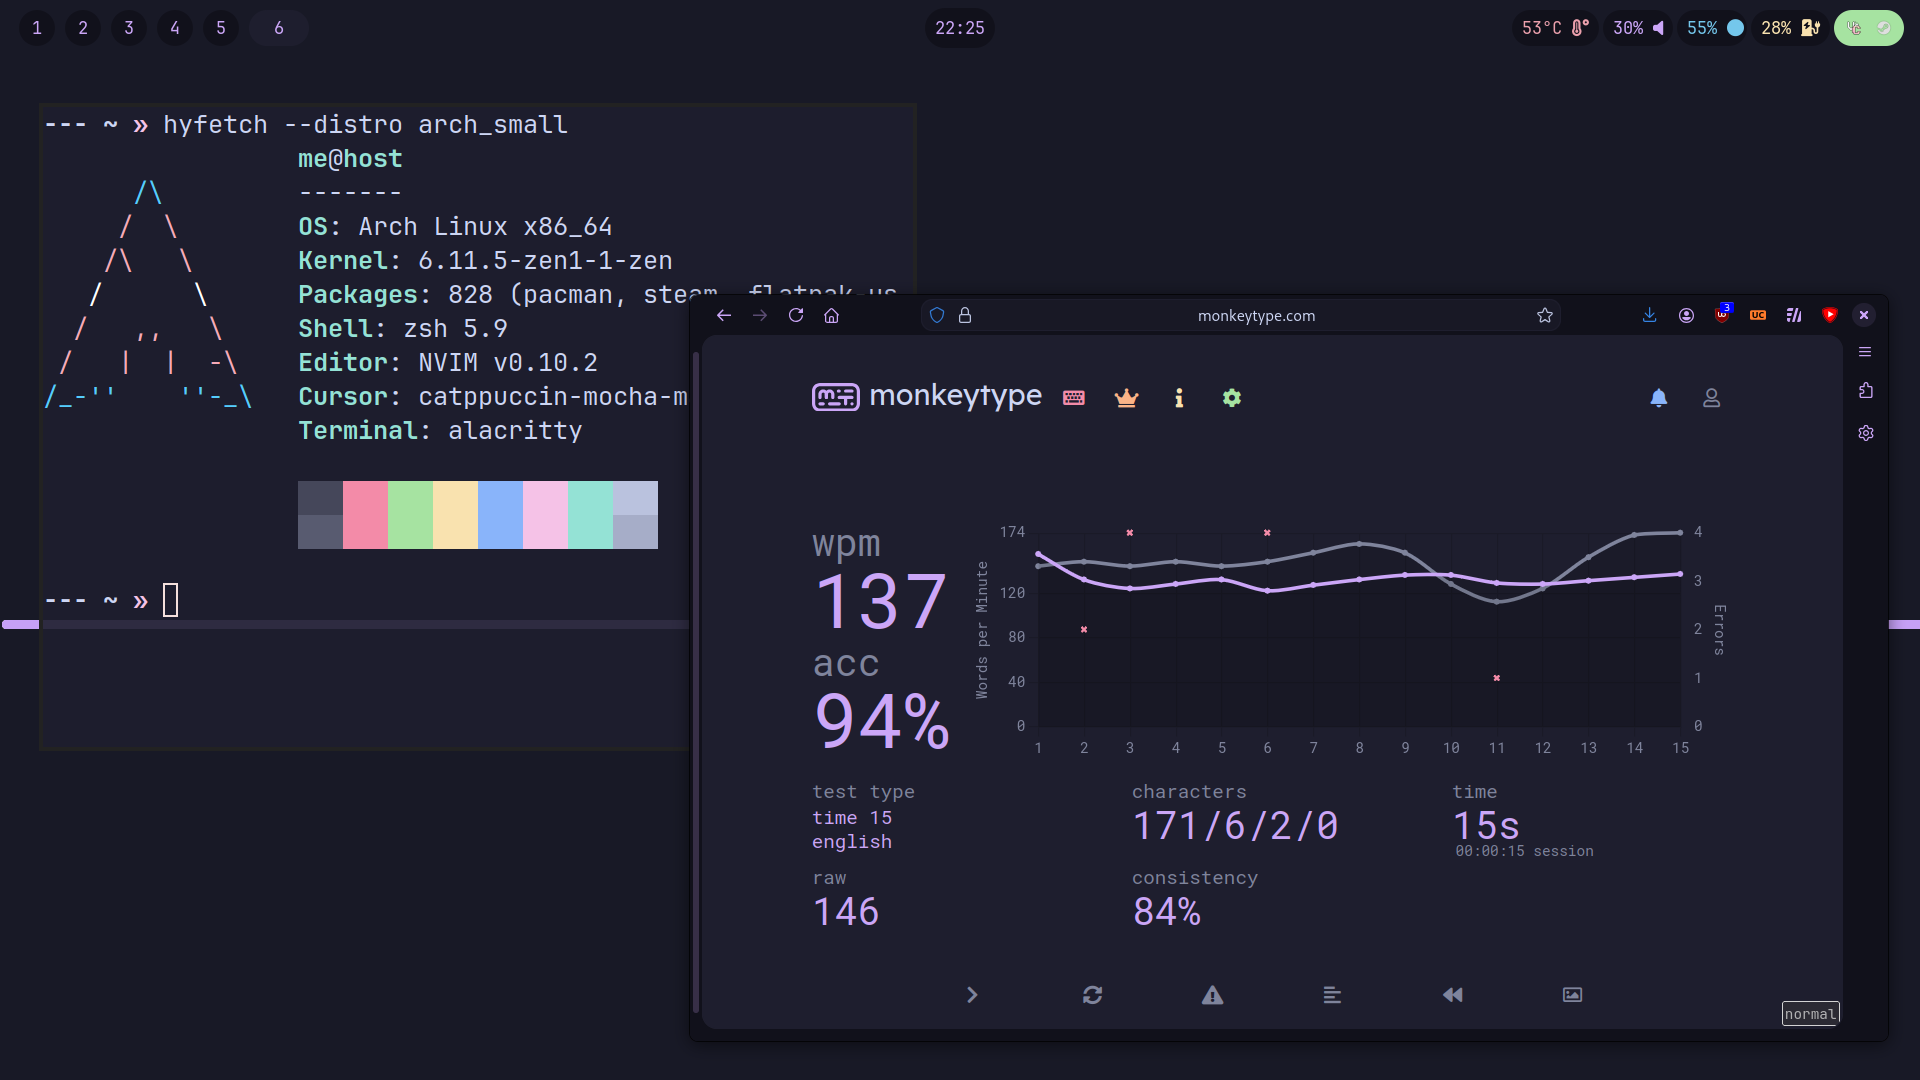 1 2 3 4 5 6
22:25
53°C 30% 55% 28%
--- ~ » hyfetch --distro arch_small
me@host
-------
OS: Arch Linux x86_64
Kernel: 6.11.5-zen1-1-zen
Packages: 828 (pacman, steam, flatpak-us
Shell: zsh 5.9
Editor: NVIM v0.10.2
Cursor: catppuccin-mocha-m
Terminal: alacritty
--- ~ »
monkeytype.com
3
UC
monkeytype
wpm
137
acc
94%
Words per Minute
174
120
80
40
0
1 2 3 4 5 6 7 8 9 10 11 12 13 14 15
4
3
2
1
0
Errors
test type
time 15
english
characters
171/6/2/0
time
15s
00:00:15 session
raw
146
consistency
84%
normal